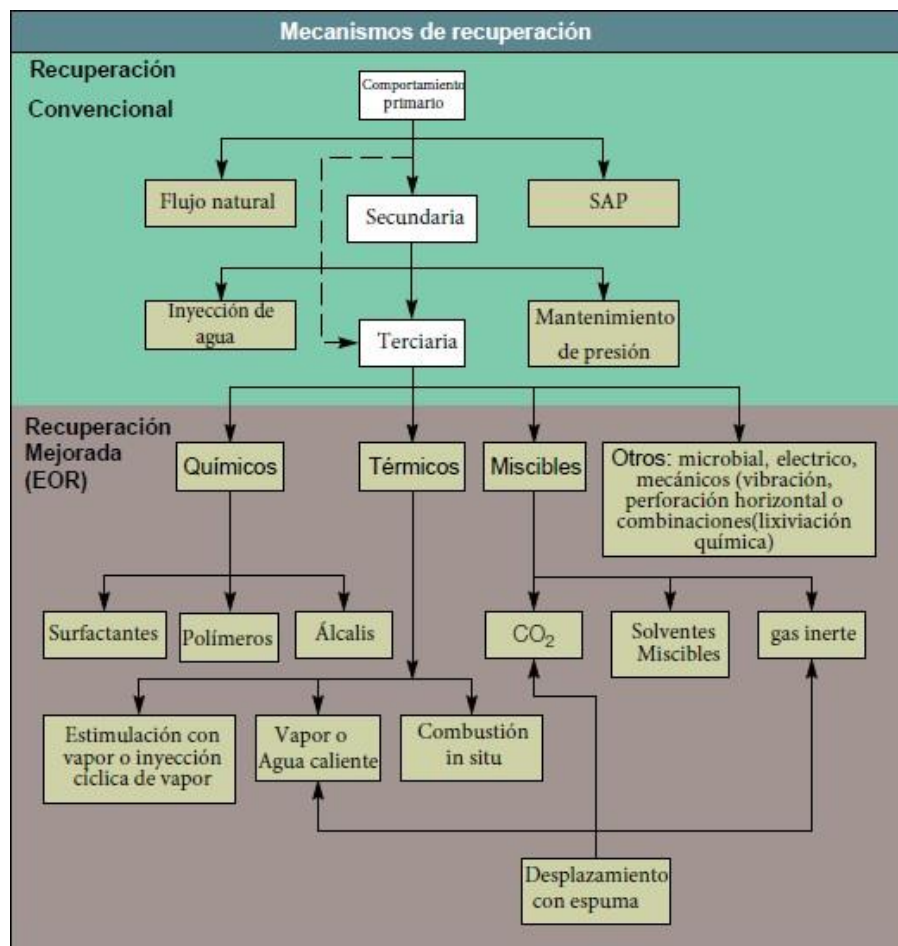 Mecanismos de recuperación
Recuperación
Convencional
Comportamiento
primario
Flujo natural
Secundaria
SAP
Inyección de
agua
Terciaria
Mantenimiento
de presión
Recuperación
Mejorada
(EOR)
Químicos
Térmicos
Miscibles
Otros: microbial, electrico,
mecánicos (vibración,
perforación horizontal o
combinaciones(lixiviación
química)
Surfactantes
Polímeros
Álcalis
CO₂
Solventes
Miscibles
gas inerte
Estimulación con
vapor o inyección
cíclica de vapor
Vapor o
Agua caliente
Combustión
in situ
Desplazamiento
con espuma